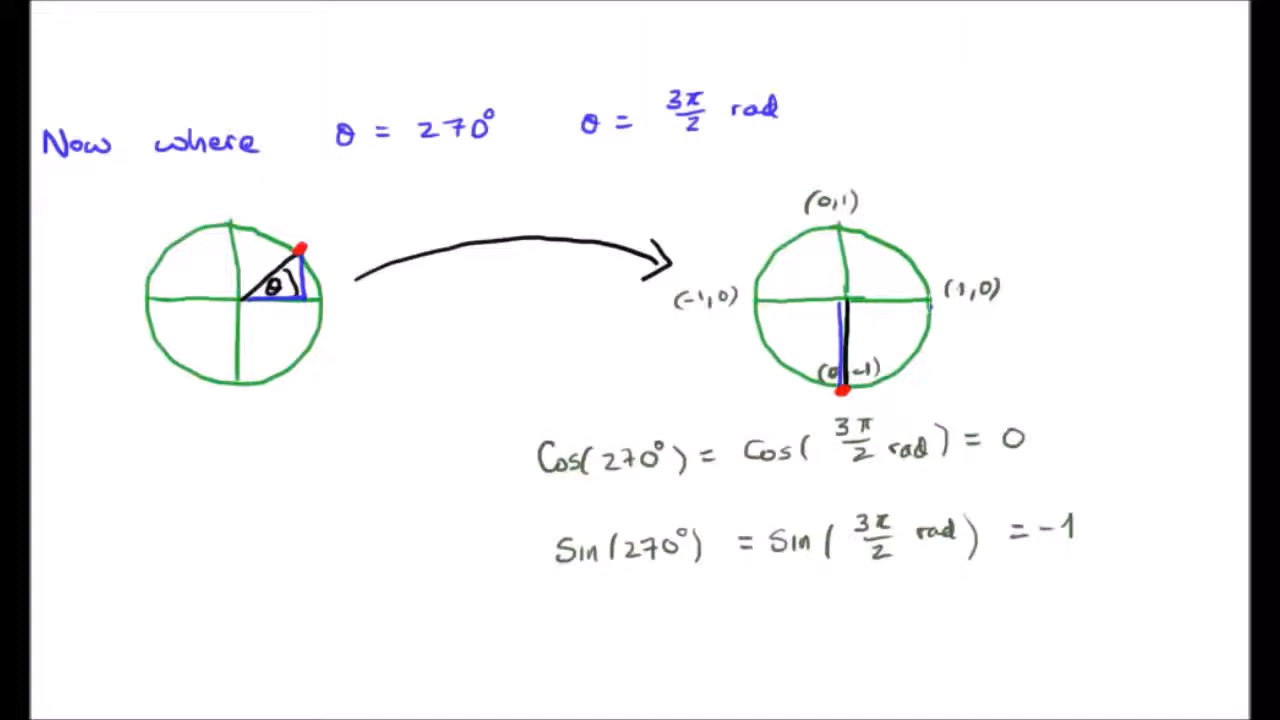 Now where θ = 270° θ = 3π/2 rad
(0,1)
θ
(-1,0) (1,0)
(0,-1)
Cos(270°) = Cos( 3π/2 rad) = 0
Sin(270°) = Sin( 3π/2 rad) = -1